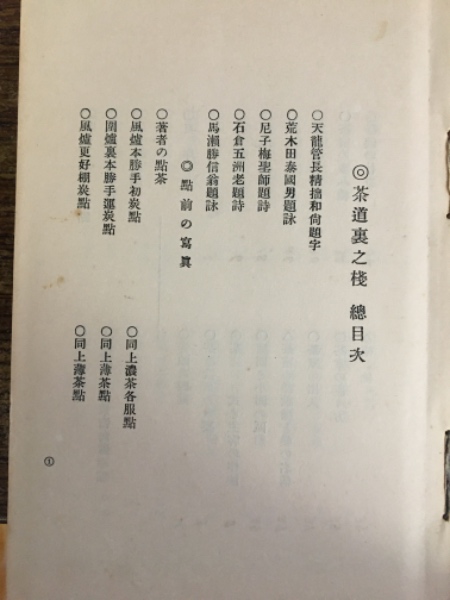 ◎茶道裏之棧 總目次
○天龍管長精拙和尙題字
○荒木田泰國男題詠
○尼子梅聖師題詩
○石倉五洲老題詩
○馬瀨勝信翁題詠
◎點前の寫眞
○著者の點茶
○風爐本勝手初炭點 ○同上濃茶各服點
○圍爐裏本勝手運炭點 ○同上薄茶點
○風爐更好棚炭點 ○同上薄茶點
①